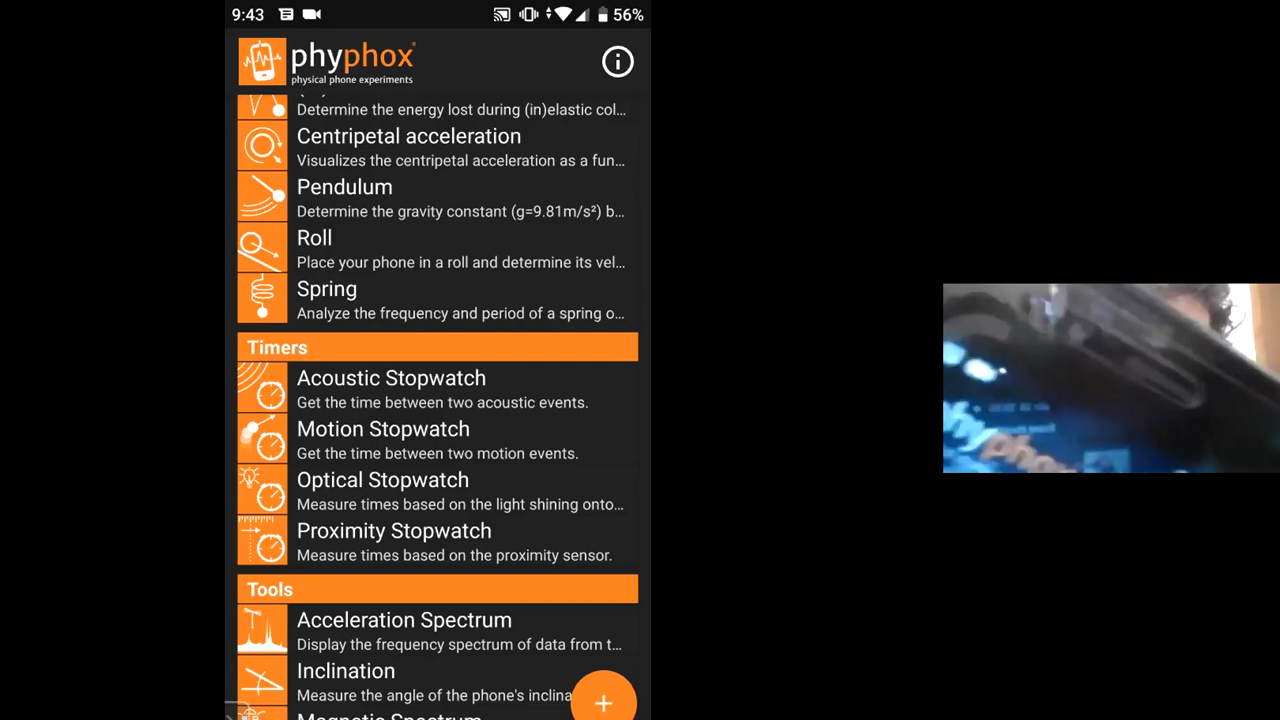 9:43
56%
phyphox
physical phone experiments
Determine the energy lost during (in)elastic col...
Centripetal acceleration
Visualizes the centripetal acceleration as a fun...
Pendulum
Determine the gravity constant (g=9.81m/s²) b...
Roll
Place your phone in a roll and determine its vel...
Spring
Analyze the frequency and period of a spring o...
Timers
Acoustic Stopwatch
Get the time between two acoustic events.
Motion Stopwatch
Get the time between two motion events.
Optical Stopwatch
Measure times based on the light shining onto...
Proximity Stopwatch
Measure times based on the proximity sensor.
Tools
Acceleration Spectrum
Display the frequency spectrum of data from t...
Inclination
Measure the angle of the phone's inclina
Magnetic Spectrum